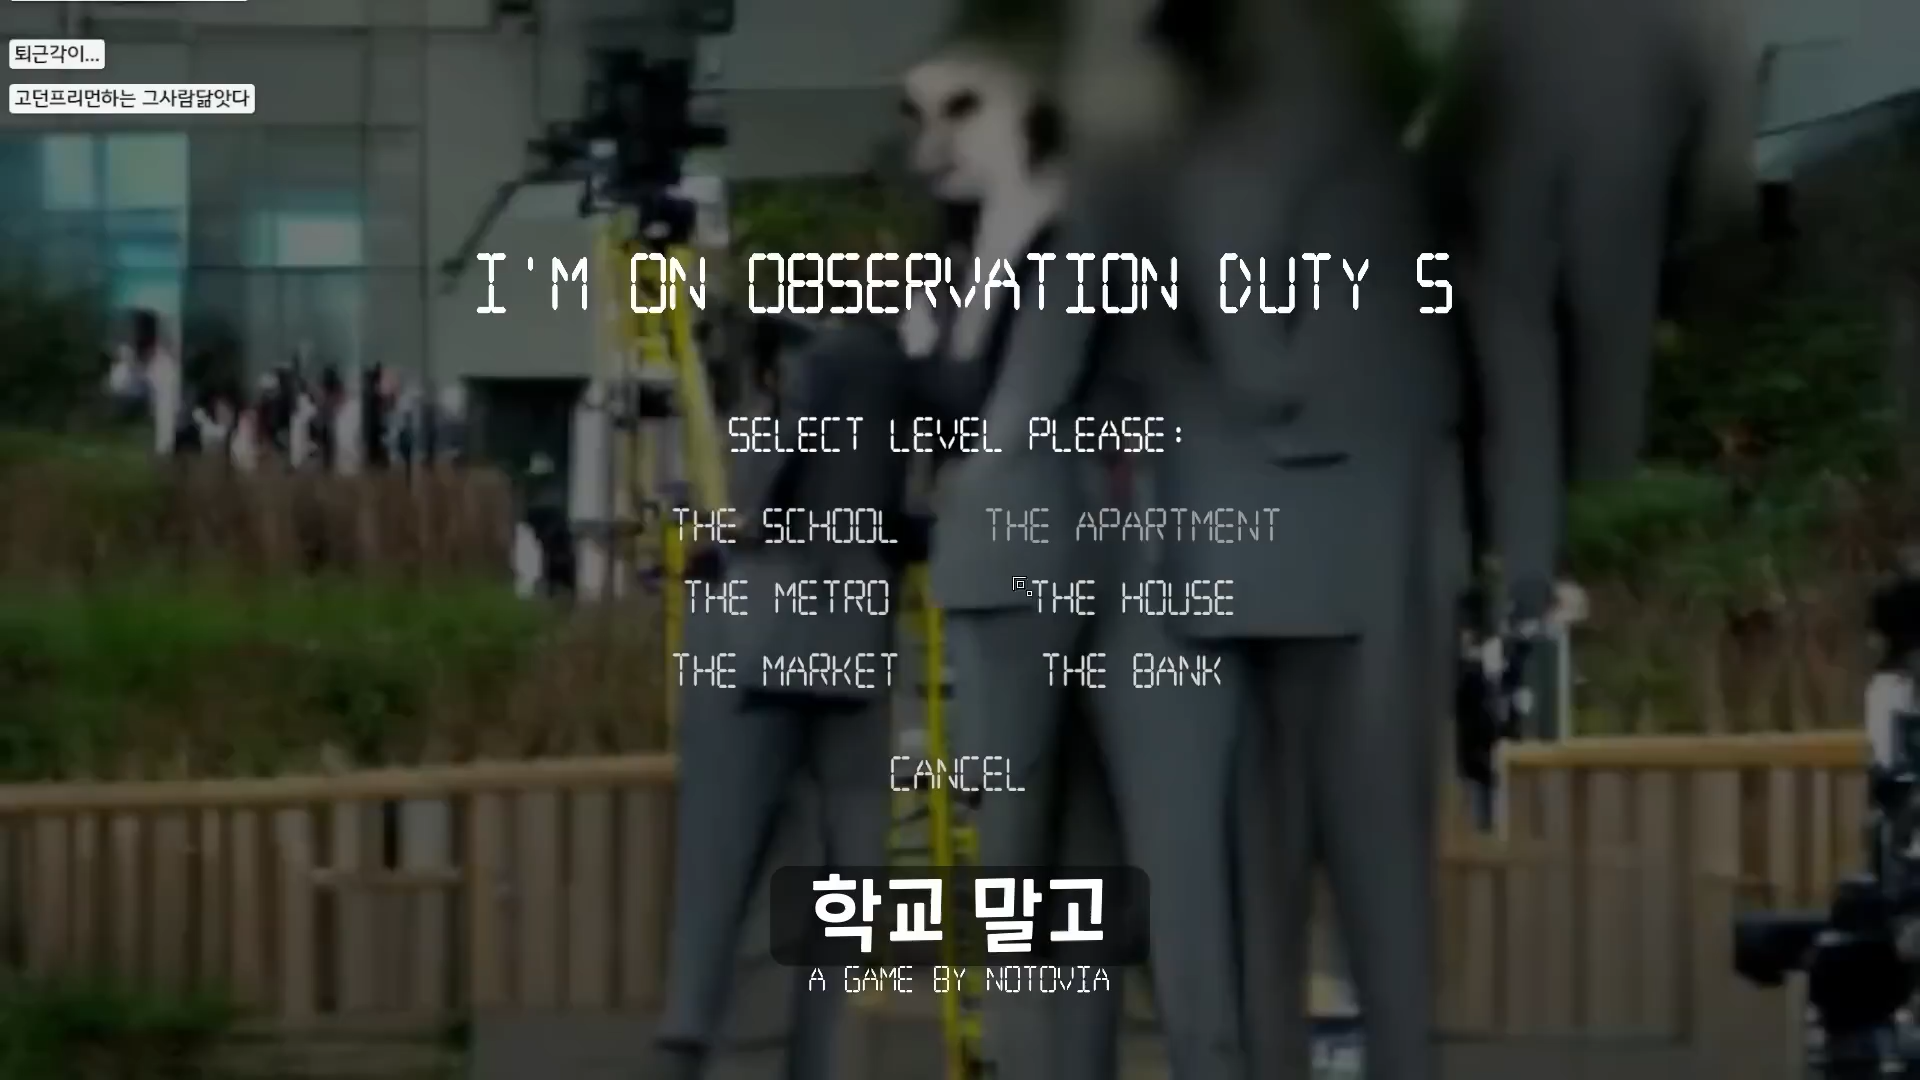 퇴근각이...
고던프리먼하는 그사람닮앗다
I'M ON OBSERVATION DUTY 5
SELECT LEVEL PLEASE:
THE SCHOOL THE APARTMENT
THE METRO THE HOUSE
THE MARKET THE BANK
CANCEL
학교 말고
A GAME BY NOTOVIA